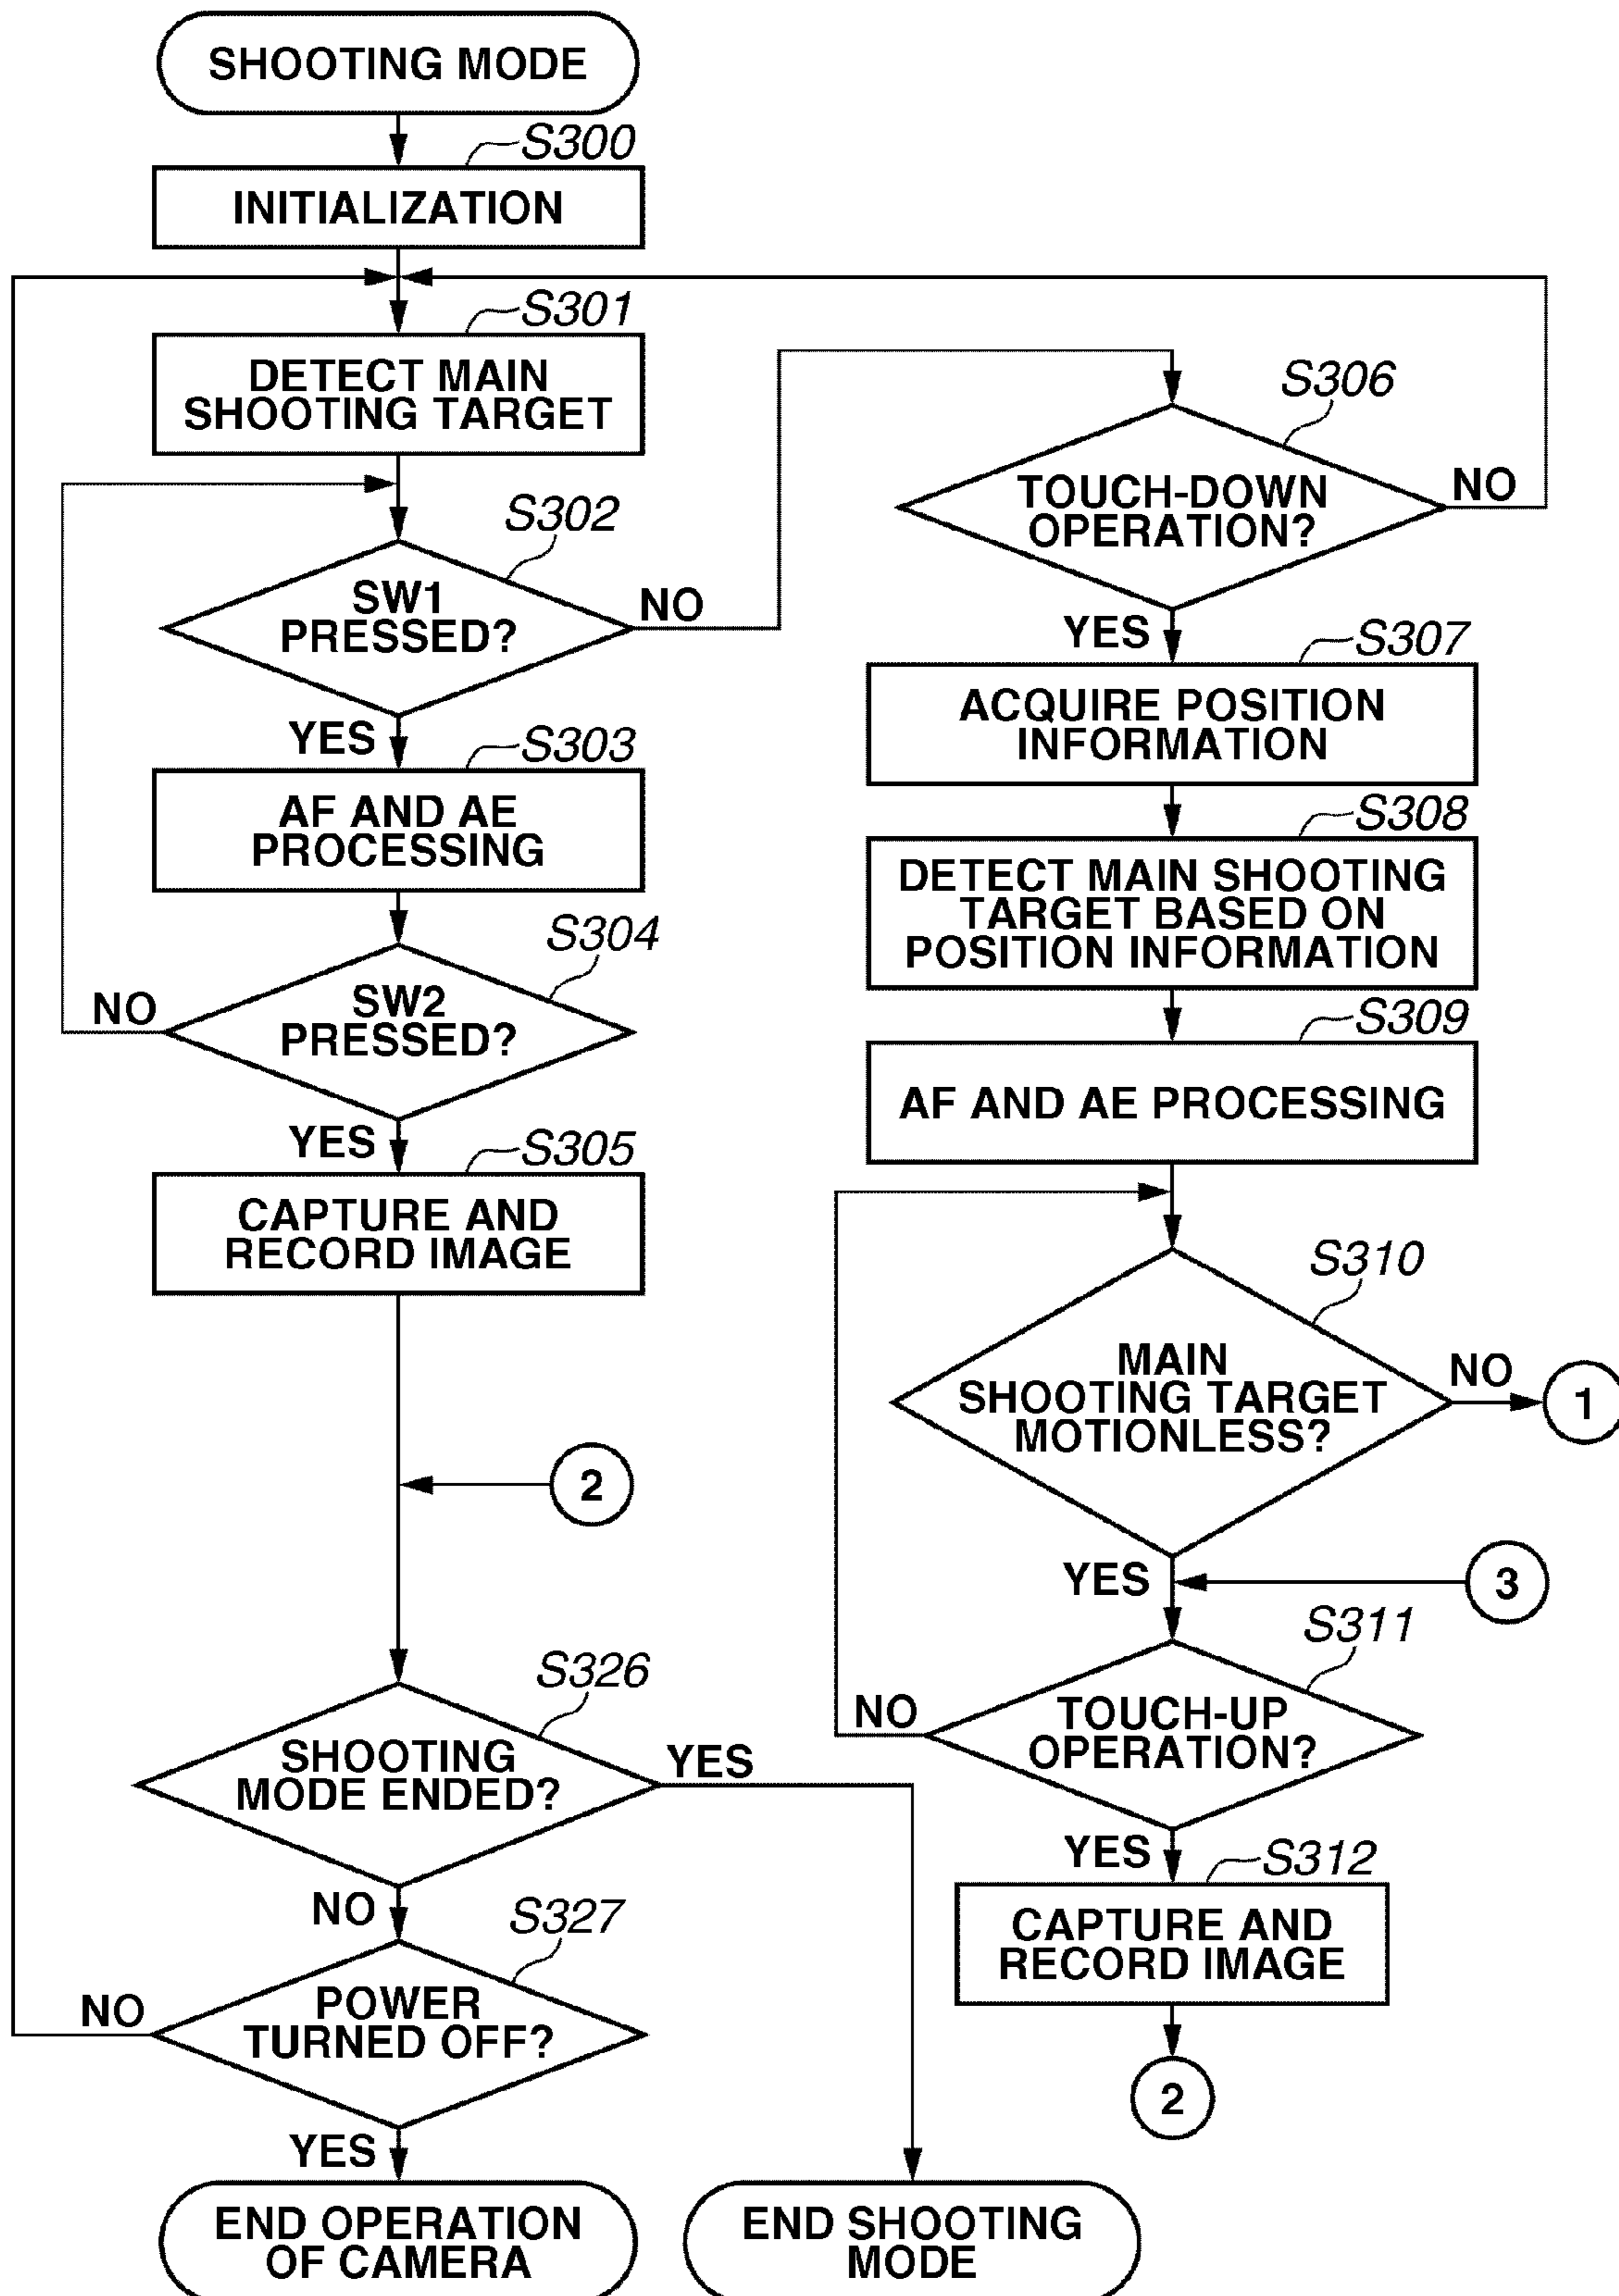 SHOOTING MODE
S300
INITIALIZATION
S301
DETECT MAIN
SHOOTING TARGET
S302
SW1
PRESSED?
NO
YES
S303
AF AND AE
PROCESSING
S304
SW2
PRESSED?
NO
YES
S305
CAPTURE AND
RECORD IMAGE
2
S326
SHOOTING
MODE ENDED?
YES
NO
S327
POWER
TURNED OFF?
NO
YES
END OPERATION
OF CAMERA
END SHOOTING
MODE
S306
TOUCH-DOWN
OPERATION?
NO
YES
S307
ACQUIRE POSITION
INFORMATION
S308
DETECT MAIN SHOOTING
TARGET BASED ON
POSITION INFORMATION
S309
AF AND AE PROCESSING
S310
MAIN
SHOOTING TARGET
MOTIONLESS?
NO
1
YES
3
S311
TOUCH-UP
OPERATION?
NO
YES
S312
CAPTURE AND
RECORD IMAGE
2